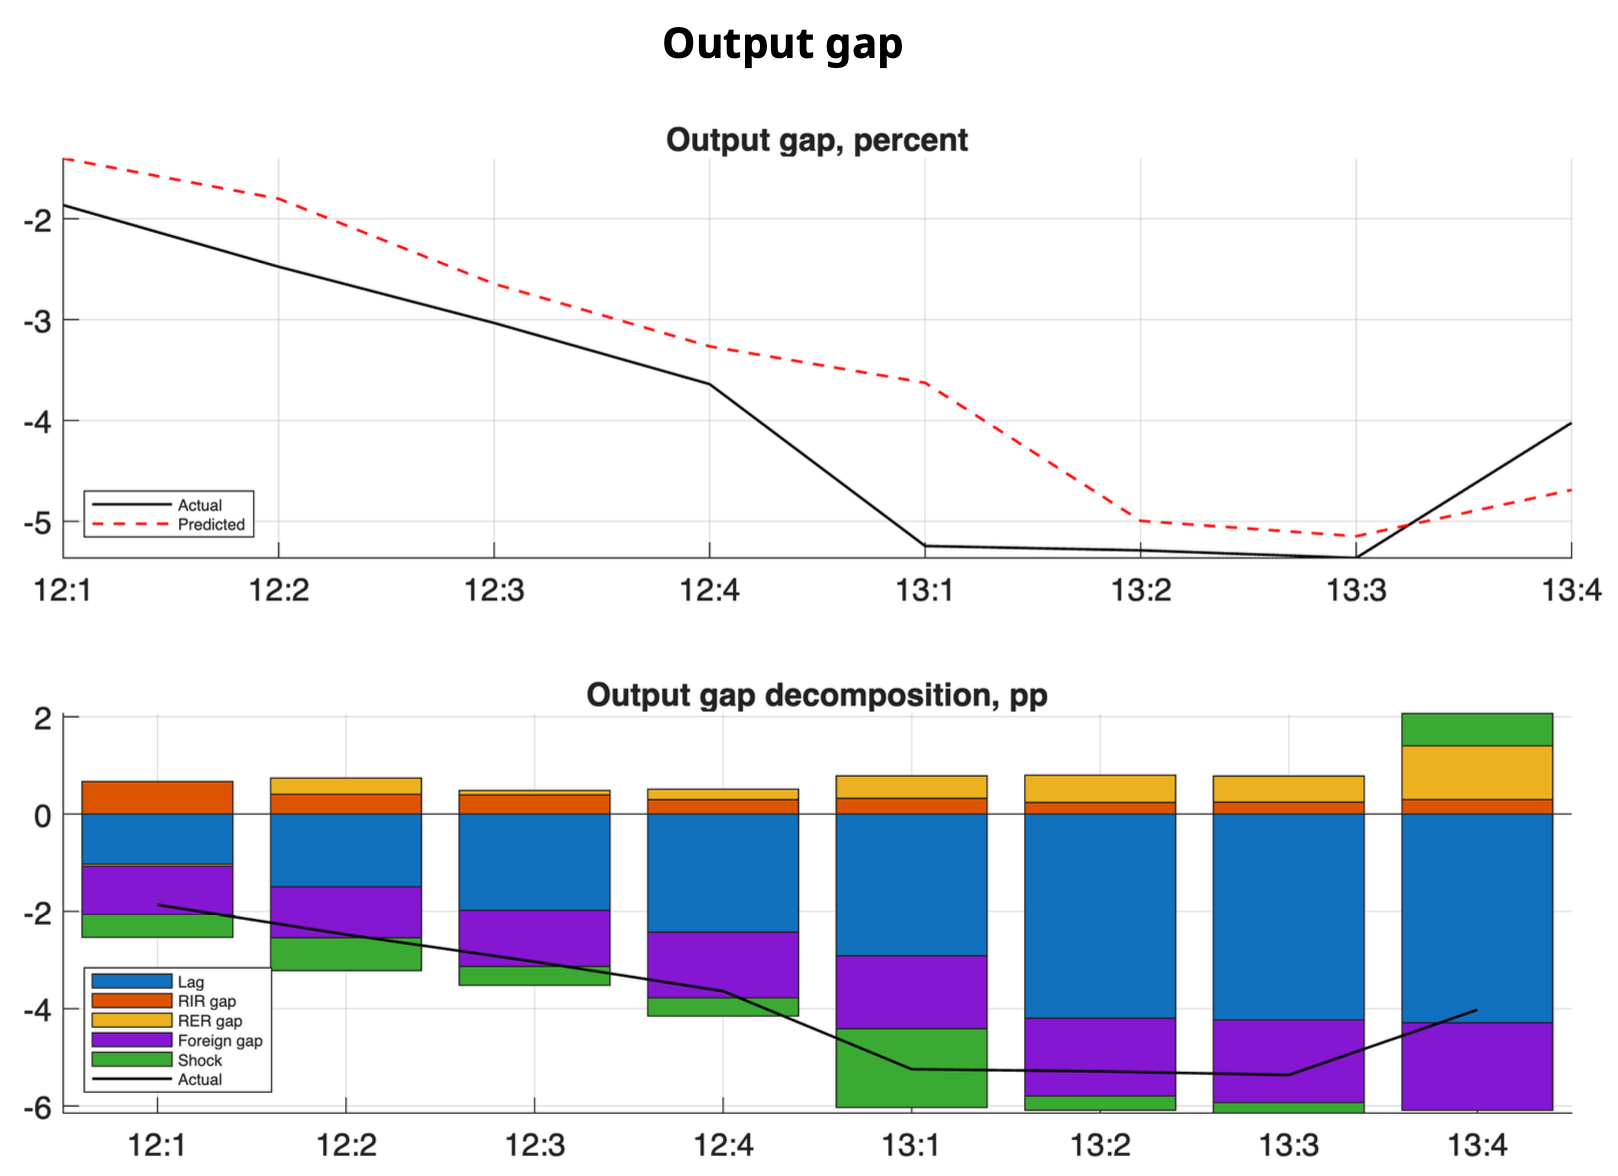 Output gap
Output gap, percent
-2
-3
-4
-5
Actual
Predicted
12:1 12:2 12:3 12:4 13:1 13:2 13:3 13:4
Output gap decomposition, pp
2
0
-2
-4
-6
Lag
RIR gap
RER gap
Foreign gap
Shock
Actual
12:1 12:2 12:3 12:4 13:1 13:2 13:3 13:4